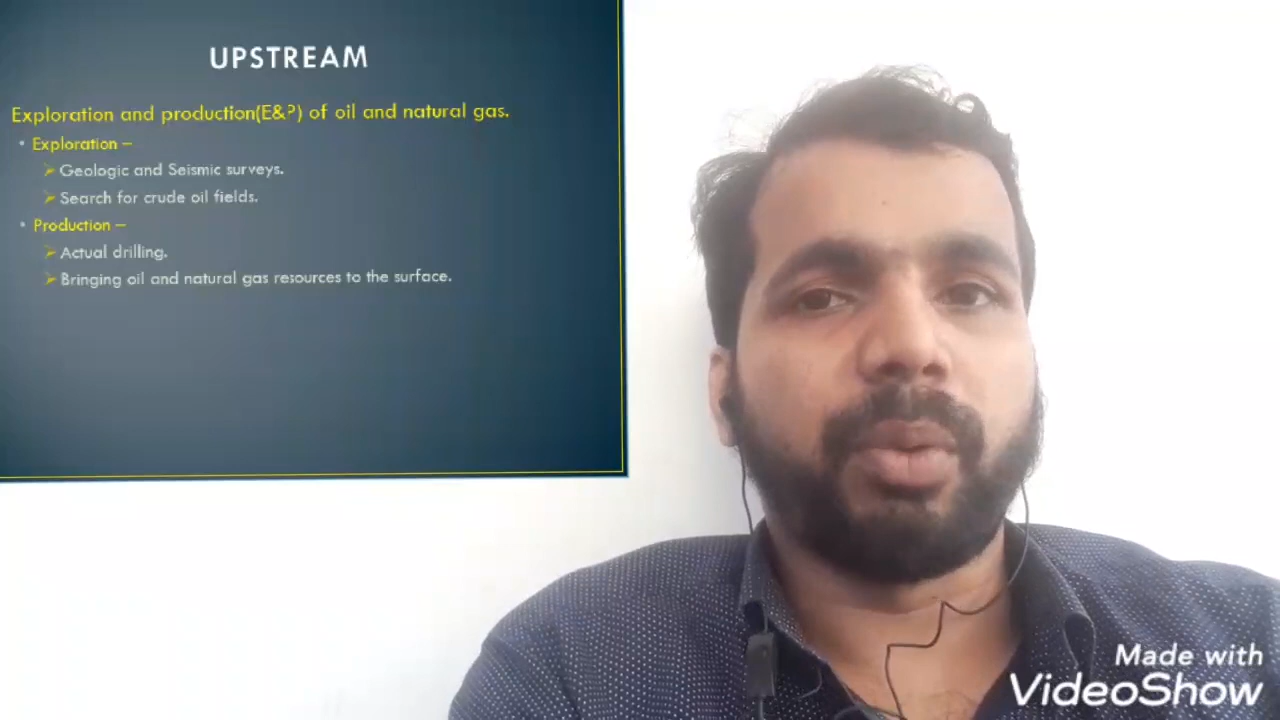 UPSTREAM
Exploration and production(E&P) of oil and natural gas.
• Exploration –
➢ Geologic and Seismic surveys.
➢ Search for crude oil fields.
• Production –
➢ Actual drilling.
➢ Bringing oil and natural gas resources to the surface.
Made with
VideoShow